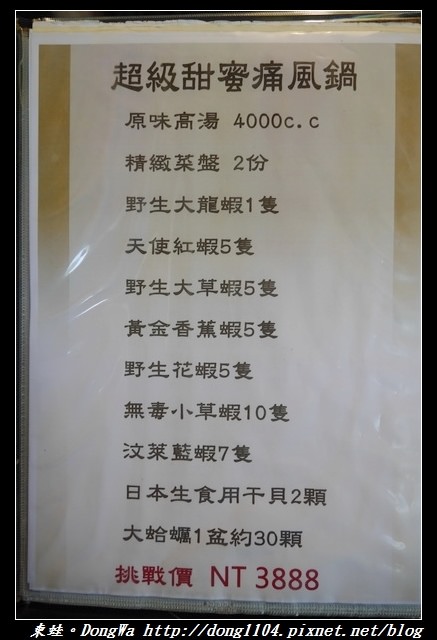 超級甜蜜痛風鍋
原味高湯 4000c.c
精緻菜盤 2份
野生大龍蝦1隻
天使紅蝦5隻
野生大草蝦5隻
黃金香蕉蝦5隻
野生花蝦5隻
無毒小草蝦10隻
汶萊藍蝦7隻
日本生食用干貝2顆
大蛤蠣1盆約30顆
挑戰價 NT 3888
東蛙。DongWa http://dong1104.pixnet.net/blog